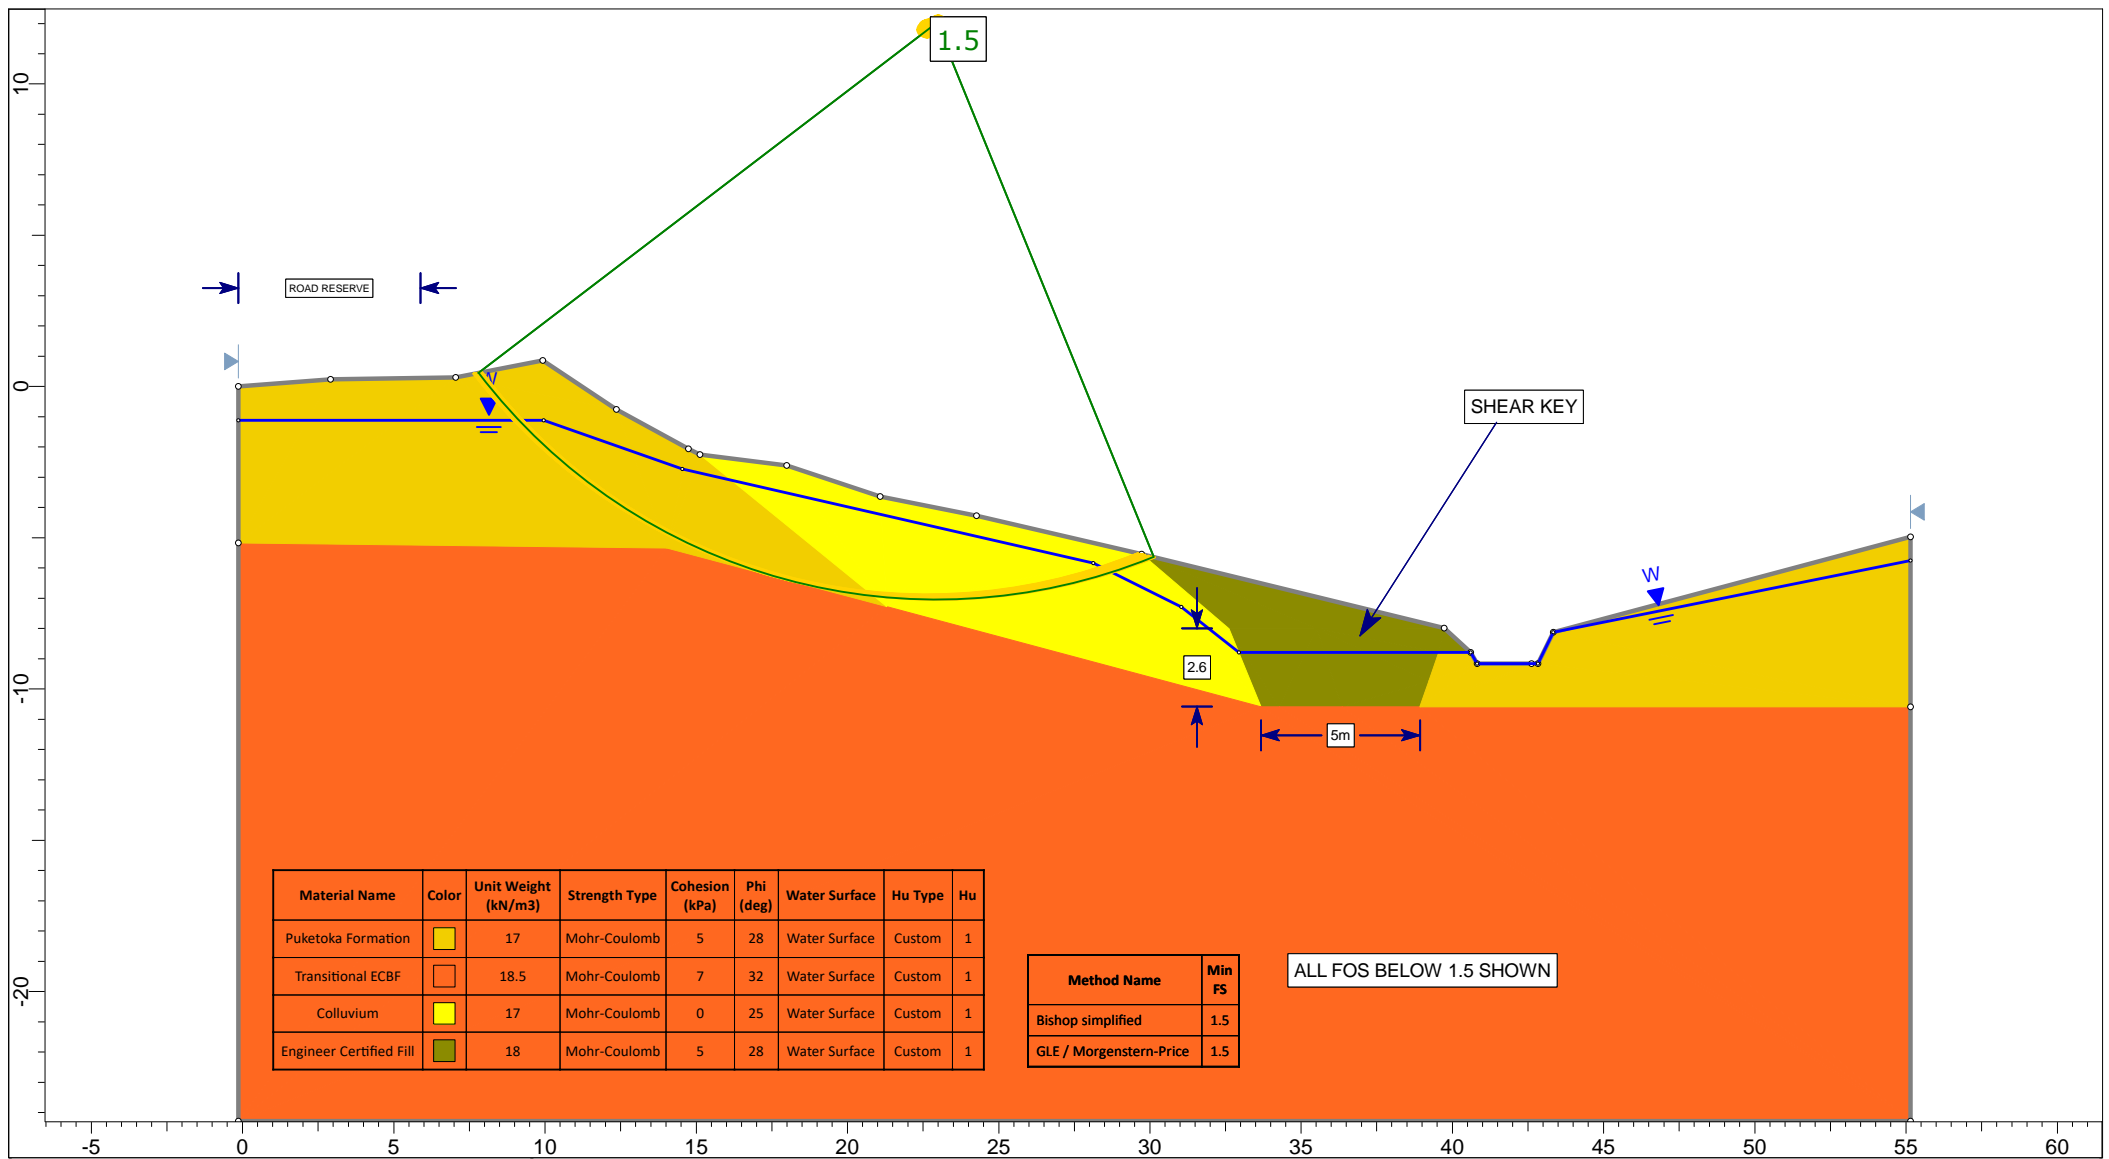 1.5
10
0
-10
-20
ROAD RESERVE
W
SHEAR KEY
W
2.6
5m
Material Name Color Unit Weight (kN/m3) Strength Type Cohesion (kPa) Phi (deg) Water Surface Hu Type Hu
Puketoka Formation 17 Mohr-Coulomb 5 28 Water Surface Custom 1
Transitional ECBF 18.5 Mohr-Coulomb 7 32 Water Surface Custom 1
Colluvium 17 Mohr-Coulomb 0 25 Water Surface Custom 1
Engineer Certified Fill 18 Mohr-Coulomb 5 28 Water Surface Custom 1
Method Name Min FS
Bishop simplified 1.5
GLE / Morgenstern-Price 1.5
ALL FOS BELOW 1.5 SHOWN
-5 0 5 10 15 20 25 30 35 40 45 50 55 60